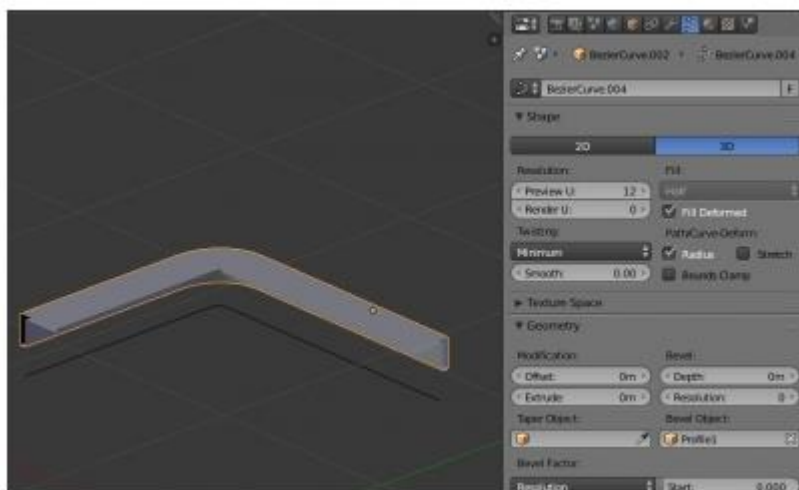 BezierCurve.002 BezierCurve.004
BezierCurve.004 F
Shape
2D 3D
Resolution: Fill:
Preview U: 12 Half
Render U: 0 Fill Deformed
Twisting: Path/Curve-Deform:
Minimum Radius Stretch
Smooth: 0.00 Bounds Clamp
Texture Space
Geometry
Modification: Bevel:
Offset: 0m Depth: 0m
Extrude: 0m Resolution: 0
Taper Object: Bevel Object:
Profile1
Bevel Factor:
Resolution Start: 0.000